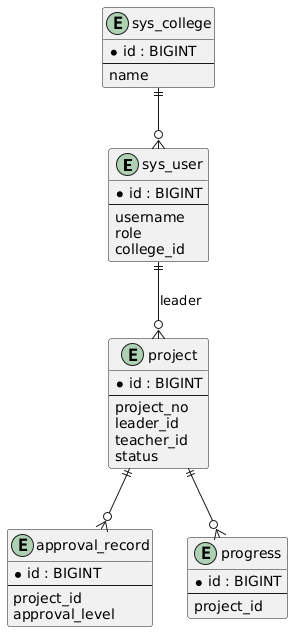 E sys_college
* id : BIGINT
name
E sys_user
* id : BIGINT
username
role
college_id
leader
E project
* id : BIGINT
project_no
leader_id
teacher_id
status
E approval_record
* id : BIGINT
project_id
approval_level
E progress
* id : BIGINT
project_id